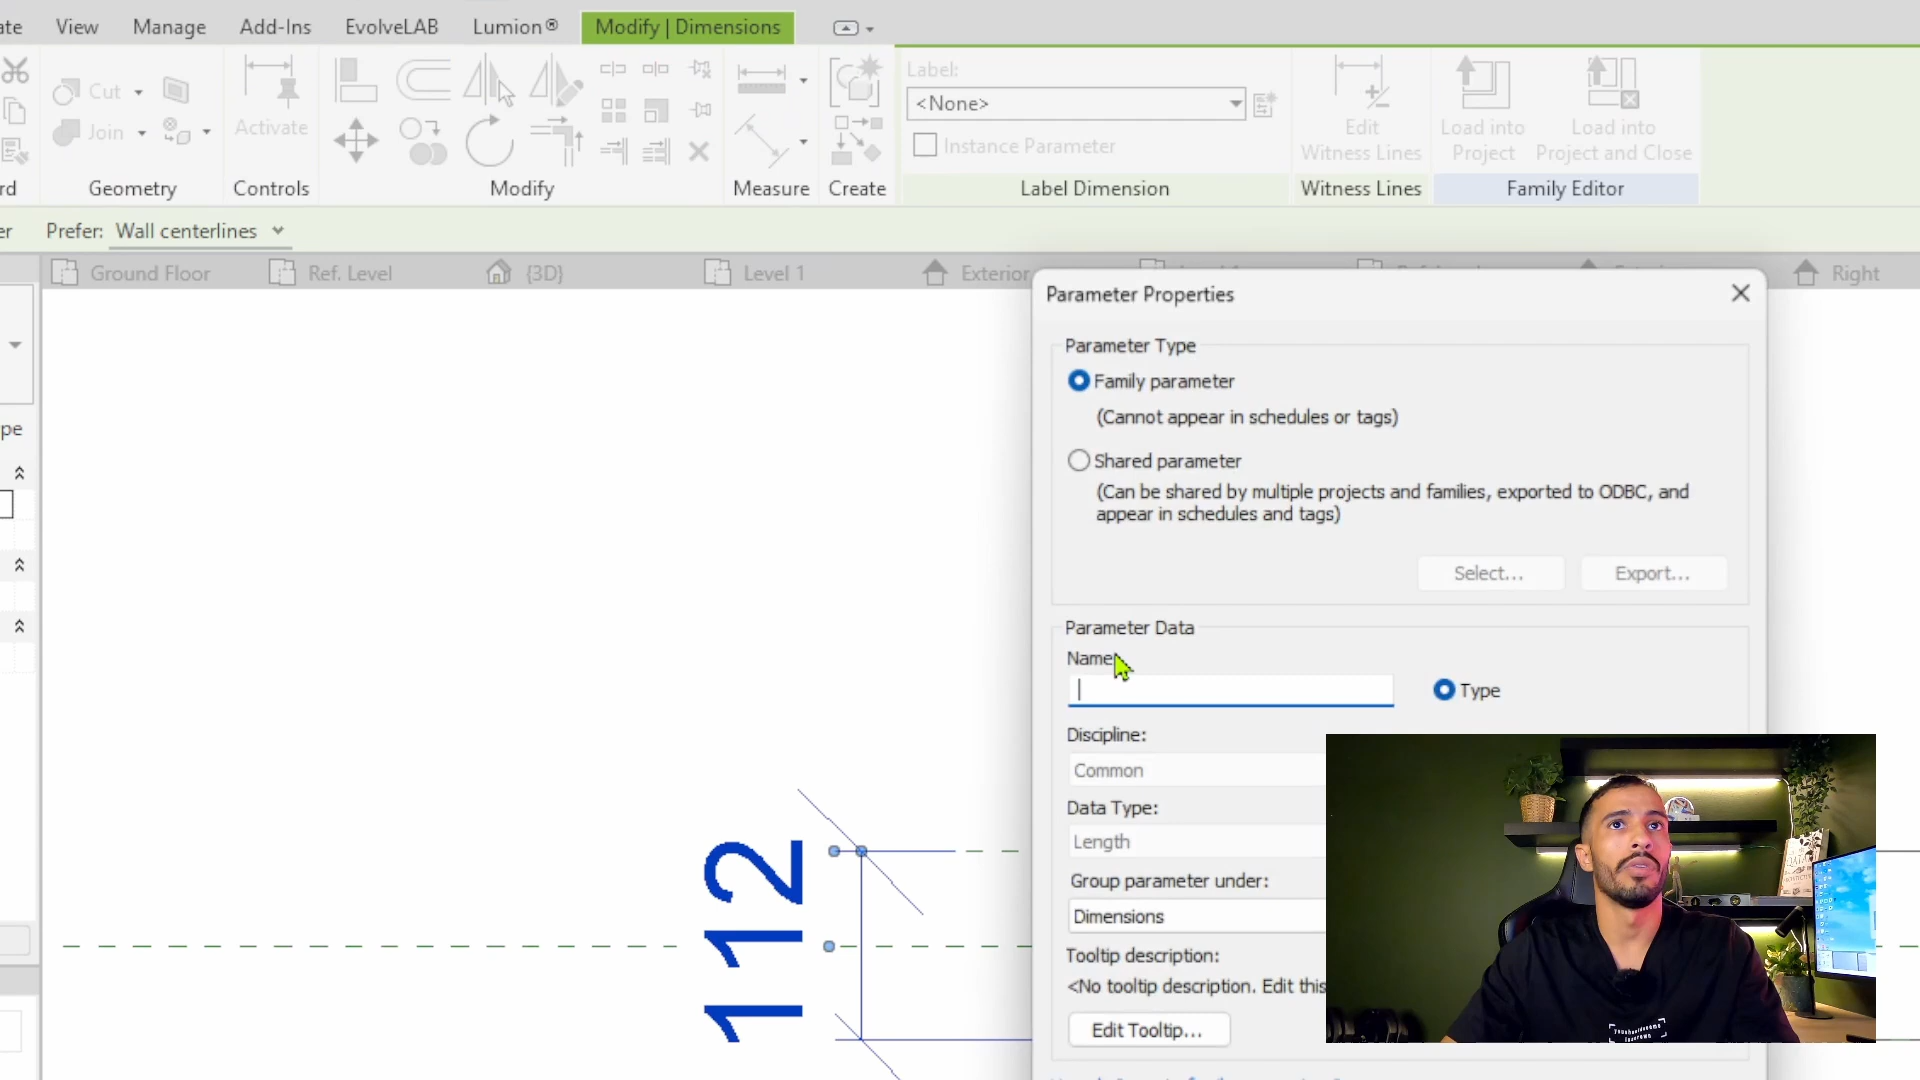 ate View Manage Add-Ins EvolveLAB Lumion® Modify | Dimensions
Cut
Join
Activate
Label:
<None>
Instance Parameter
Edit
Witness Lines
Load into
Project
Load into
Project and Close
rd Geometry Controls Modify Measure Create Label Dimension Witness Lines Family Editor
er Prefer: Wall centerlines
Ground Floor Ref. Level {3D} Level 1 Exterior Right
pe
Parameter Properties
Parameter Type
Family parameter
(Cannot appear in schedules or tags)
Shared parameter
(Can be shared by multiple projects and families, exported to ODBC, and
appear in schedules and tags)
Select... Export...
Parameter Data
Name
Type
Discipline:
Common
Data Type:
Length
Group parameter under:
Dimensions
Tooltip description:
<No tooltip description. Edit this
Edit Tooltip...
112